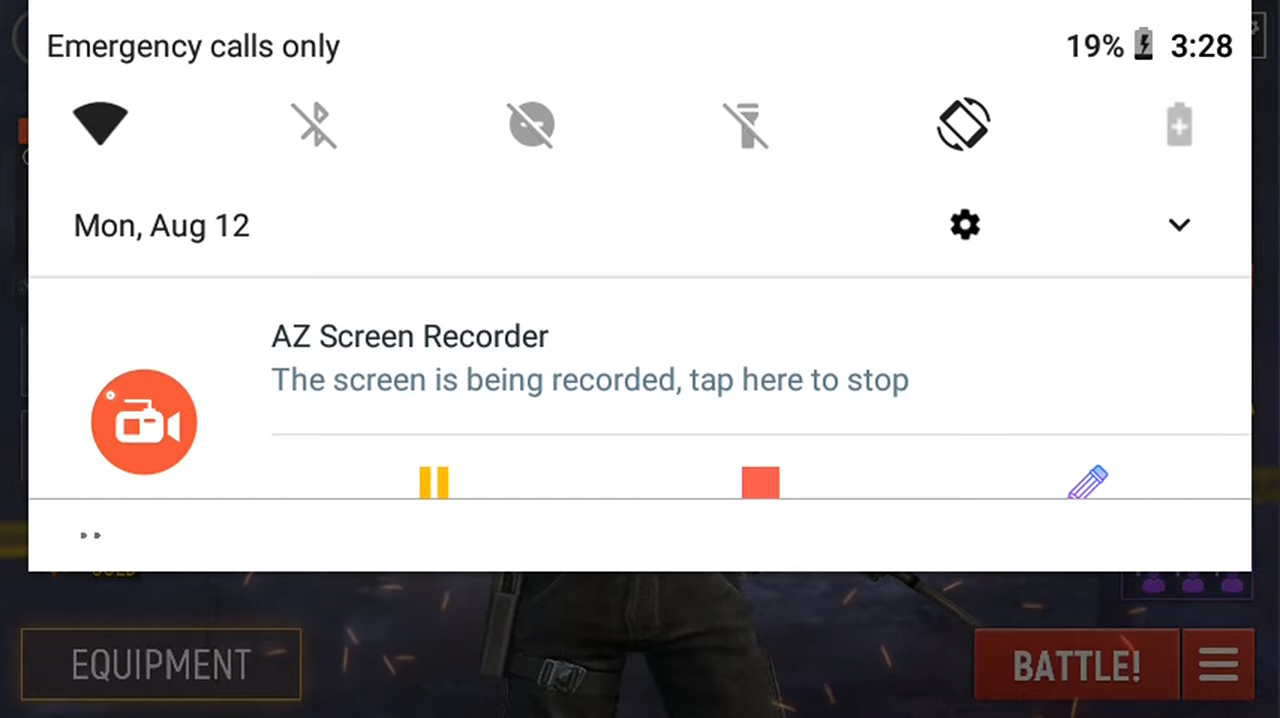 Emergency calls only
19% 3:28
Mon, Aug 12
AZ Screen Recorder
The screen is being recorded, tap here to stop
GOLD
EQUIPMENT
BATTLE!